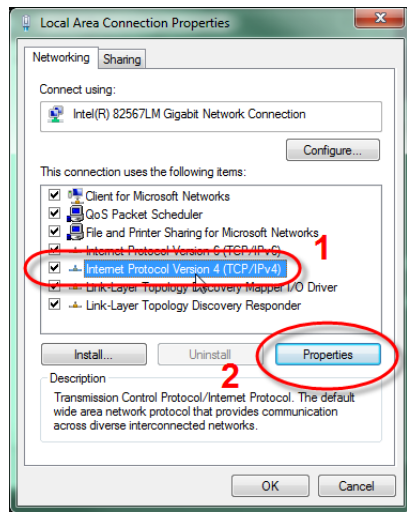 Local Area Connection Properties
Networking
Sharing
Connect using:
Intel(R) 82567LM Gigabit Network Connection
Configure...
This connection uses the following items:
Client for Microsoft Networks
QoS Packet Scheduler
File and Printer Sharing for Microsoft Networks
1
Internet Protocol Version 6 (TCP/IPv6)
Internet Protocol Version 4 (TCP/IPv4)
Link-Layer Topology Discovery Mapper I/O Driver
Link-Layer Topology Discovery Responder
Install...
Uninstall
Properties
2
Description
Transmission Control Protocol/Internet Protocol. The default
wide area network protocol that provides communication
across diverse interconnected networks.
OK
Cancel